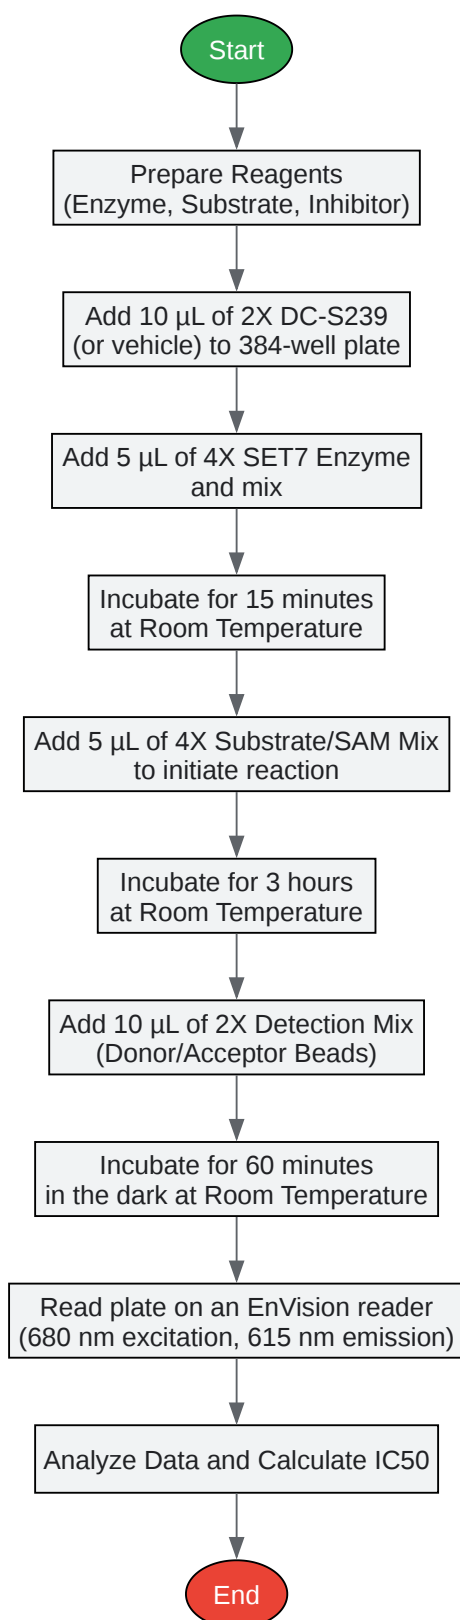 Start
Prepare Reagents
(Enzyme, Substrate, Inhibitor)
Add 10 µL of 2X DC-S239
(or vehicle) to 384-well plate
Add 5 µL of 4X SET7 Enzyme
and mix
Incubate for 15 minutes
at Room Temperature
Add 5 µL of 4X Substrate/SAM Mix
to initiate reaction
Incubate for 3 hours
at Room Temperature
Add 10 µL of 2X Detection Mix
(Donor/Acceptor Beads)
Incubate for 60 minutes
in the dark at Room Temperature
Read plate on an EnVision reader
(680 nm excitation, 615 nm emission)
Analyze Data and Calculate IC50
End